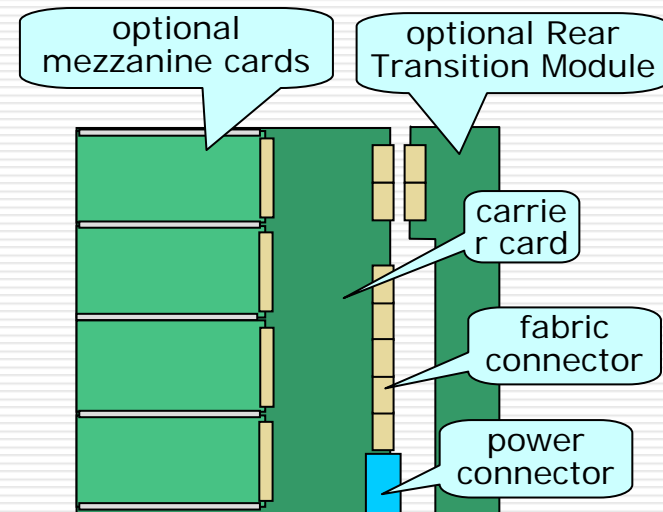 optional
mezzanine cards
optional Rear
Transition Module
carrie
r card
fabric
connector
power
connector